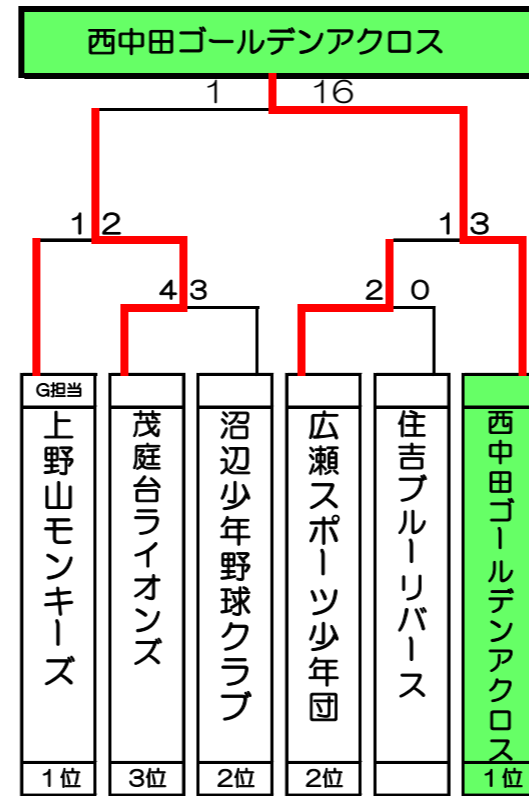 西中田ゴールデンアクロス
1 16
1 2
1 3
4 3
2 0
G担当
上野山モンキーズ
茂庭台ライオンズ
沼辺少年野球クラブ
広瀬スポーツ少年団
住吉ブルーリバース
西中田ゴールデンアクロス
1位
3位
2位
2位
1位